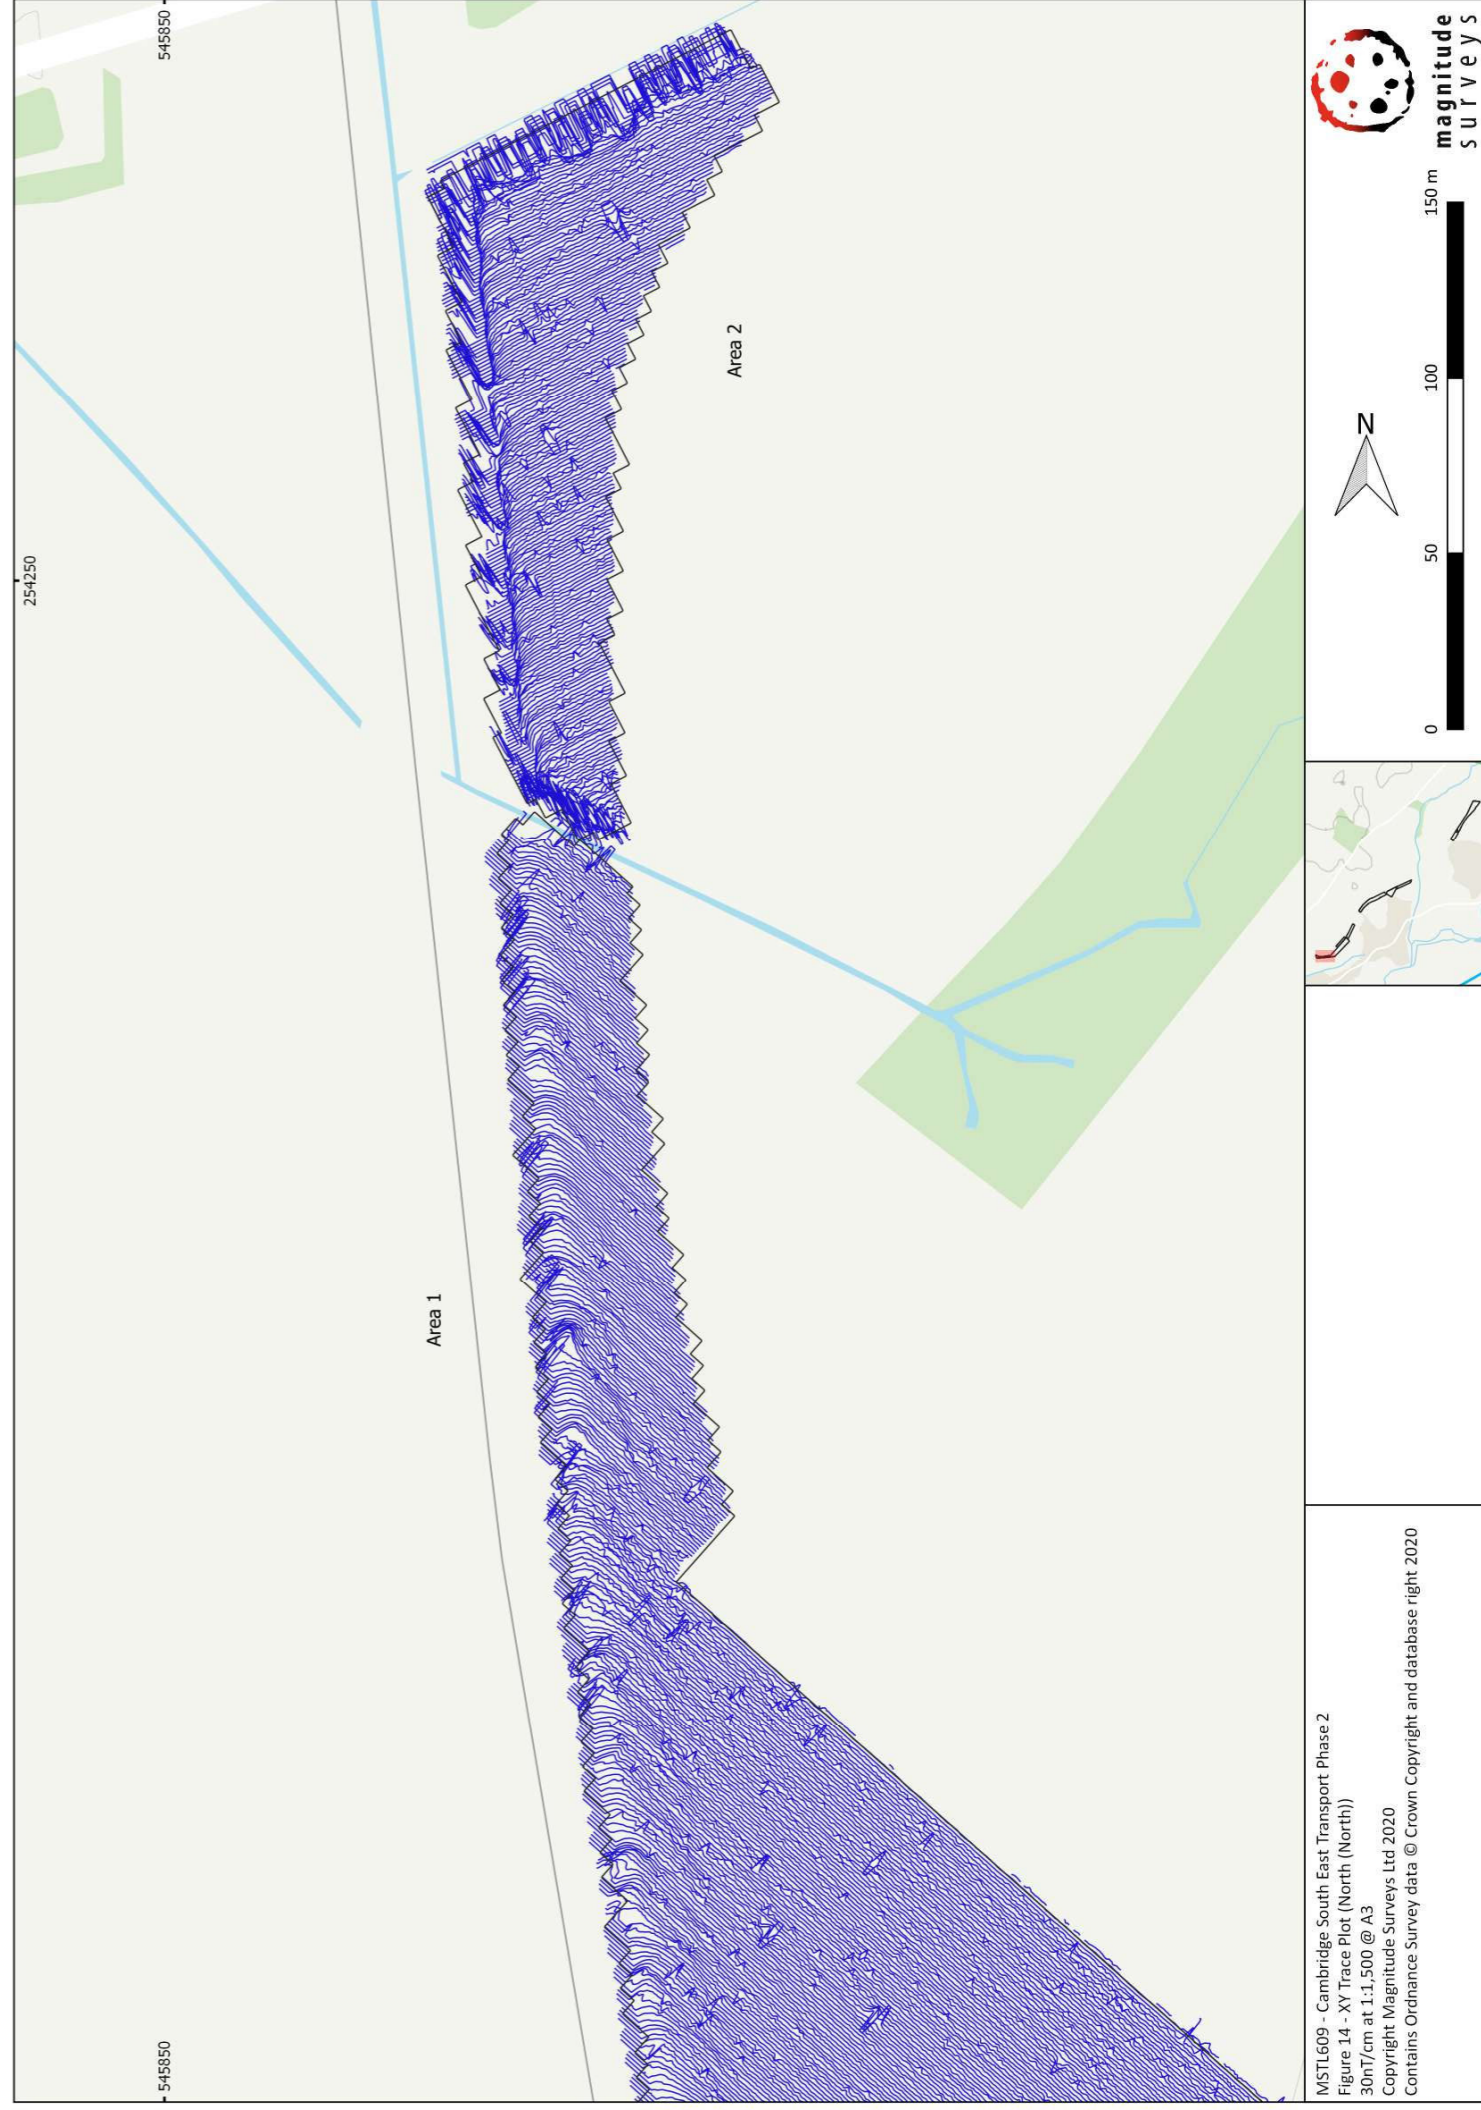 545850
254250
545850
Area 1
Area 2
MSTL609 - Cambridge South East Transport Phase 2
Figure 14 - XY Trace Plot (North (North))
30nT/cm at 1:1,500 @ A3
Copyright Magnitude Surveys Ltd 2020
Contains Ordnance Survey data © Crown Copyright and database right 2020
N
0 50 100 150 m
magnitude
surveys